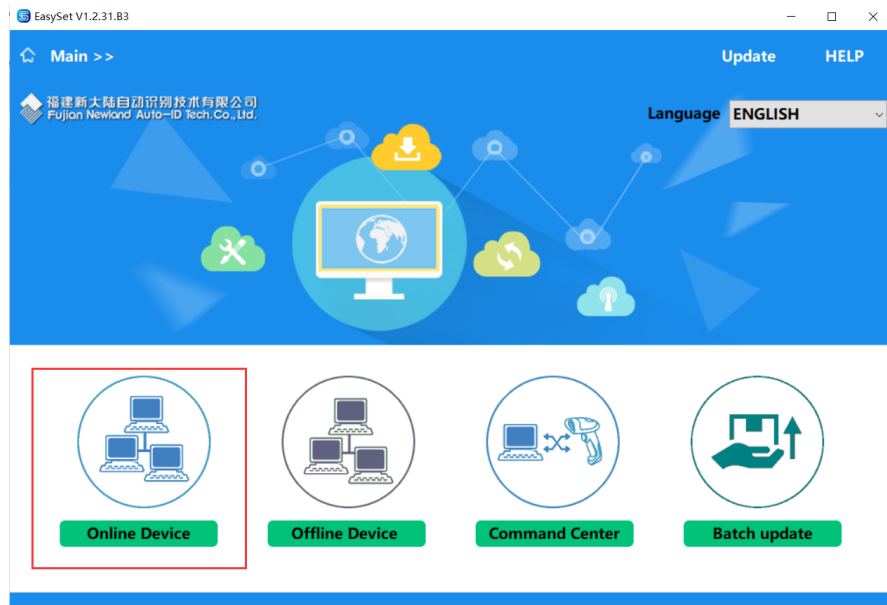 EasySet V1.2.31.B3
Main >>
Update
HELP
福建新大陆自动识别技术有限公司
Fujian Newland Auto-ID Tech.Co.,Ltd.
Language
ENGLISH
Online Device
Offline Device
Command Center
Batch update